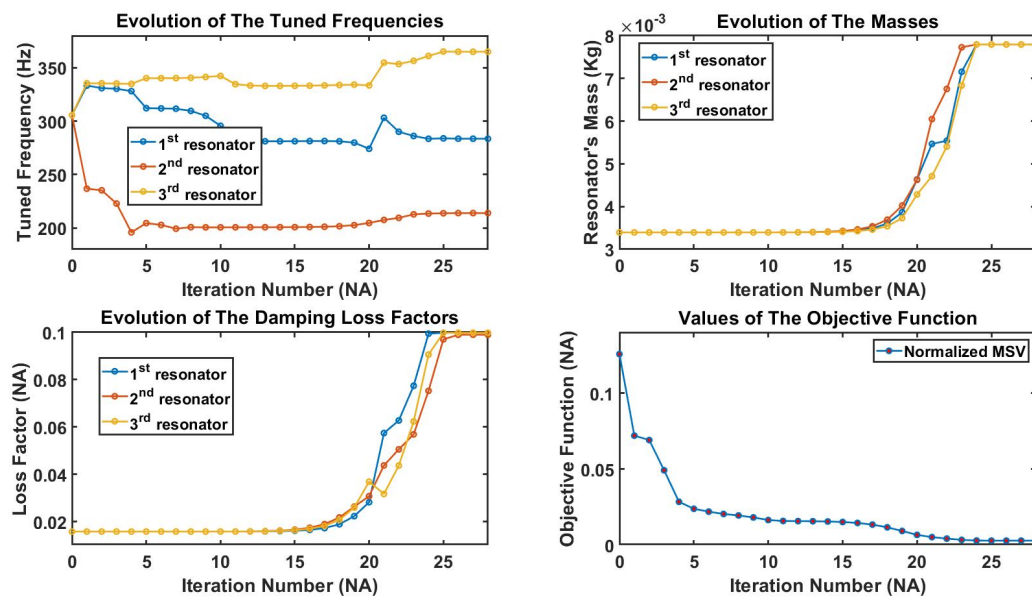 Evolution of The Tuned Frequencies
Tuned Frequency (Hz)
350
300
250
200
1st resonator
2nd resonator
3rd resonator
0 5 10 15 20 25
Iteration Number (NA)
Evolution of The Masses
×10-3
Resonator's Mass (Kg)
8
7
6
5
4
3
1st resonator
2nd resonator
3rd resonator
0 5 10 15 20 25
Iteration Number (NA)
Evolution of The Damping Loss Factors
Loss Factor (NA)
0.1
0.08
0.06
0.04
0.02
1st resonator
2nd resonator
3rd resonator
0 5 10 15 20 25
Iteration Number (NA)
Values of The Objective Function
Objective Function (NA)
0.1
0.05
0
Normalized MSV
0 5 10 15 20 25
Iteration Number (NA)